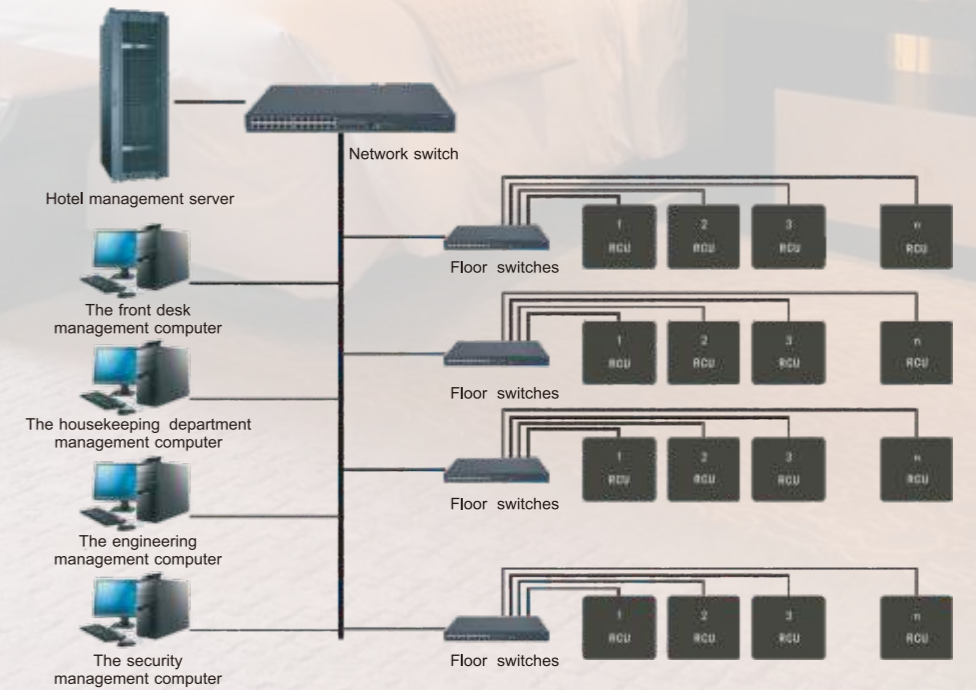 Network switch
Hotel management server
1
RCU
2
RCU
3
RCU
n
RCU
Floor switches
The front desk
management computer
1
RCU
2
RCU
3
RCU
n
RCU
Floor switches
The housekeeping department
management computer
1
RCU
2
RCU
3
RCU
n
RCU
Floor switches
The engineering
management computer
1
RCU
2
RCU
3
RCU
n
RCU
Floor switches
The security
management computer